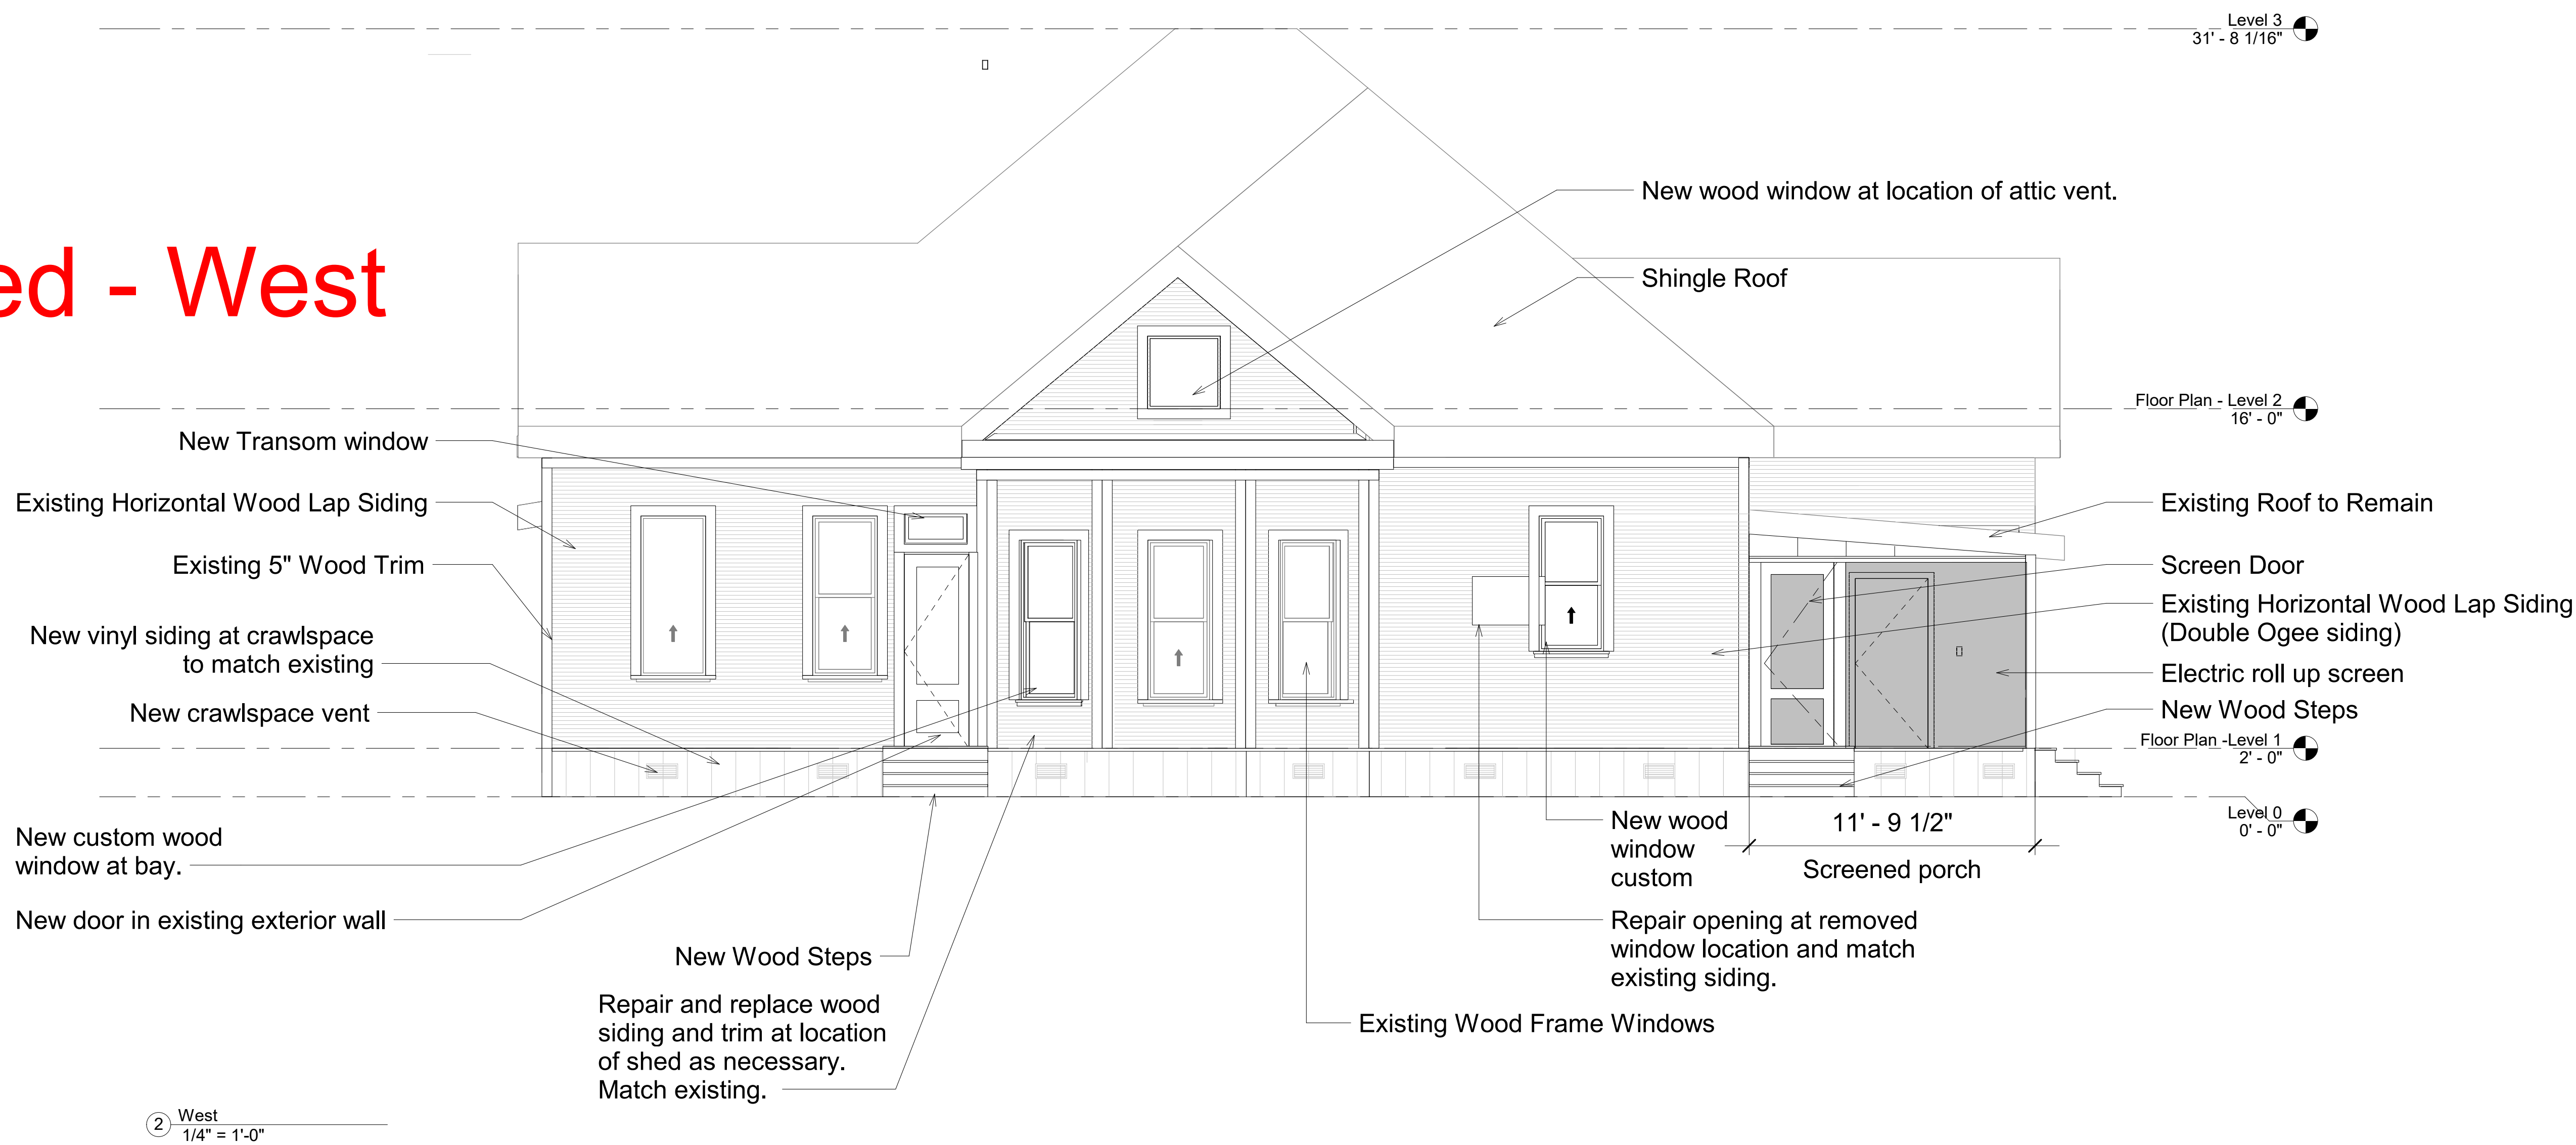 Level 3
31' - 8 1/16"
New wood window at location of attic vent.
ed - West
Shingle Roof
Floor Plan - Level 2
16' - 0"
New Transom window
Existing Horizontal Wood Lap Siding
Existing Roof to Remain
Existing 5" Wood Trim
Screen Door
Existing Horizontal Wood Lap Siding
(Double Ogee siding)
New vinyl siding at crawlspace
to match existing
Electric roll up screen
New crawlspace vent
New Wood Steps
Floor Plan -Level 1
2' - 0"
Level 0
0' - 0"
New custom wood
window at bay.
New wood
window
custom
11' - 9 1/2"
Screened porch
New door in existing exterior wall
Repair opening at removed
window location and match
existing siding.
New Wood Steps
Repair and replace wood
siding and trim at location
of shed as necessary.
Match existing.
Existing Wood Frame Windows
2
West
1/4" = 1'-0"